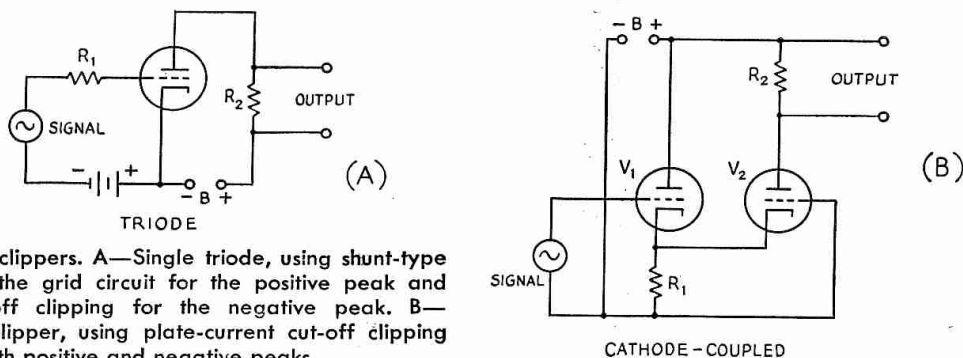 R1
SIGNAL
R2
OUTPUT
- +
- B +
(A)
TRIODE
clippers. A—Single triode, using shunt-type
the grid circuit for the positive peak and
off clipping for the negative peak. B—
lipper, using plate-current cut-off clipping
th positive and negative peaks.
- B +
R2
OUTPUT
V1
V2
(B)
SIGNAL
R1
CATHODE-COUPLED